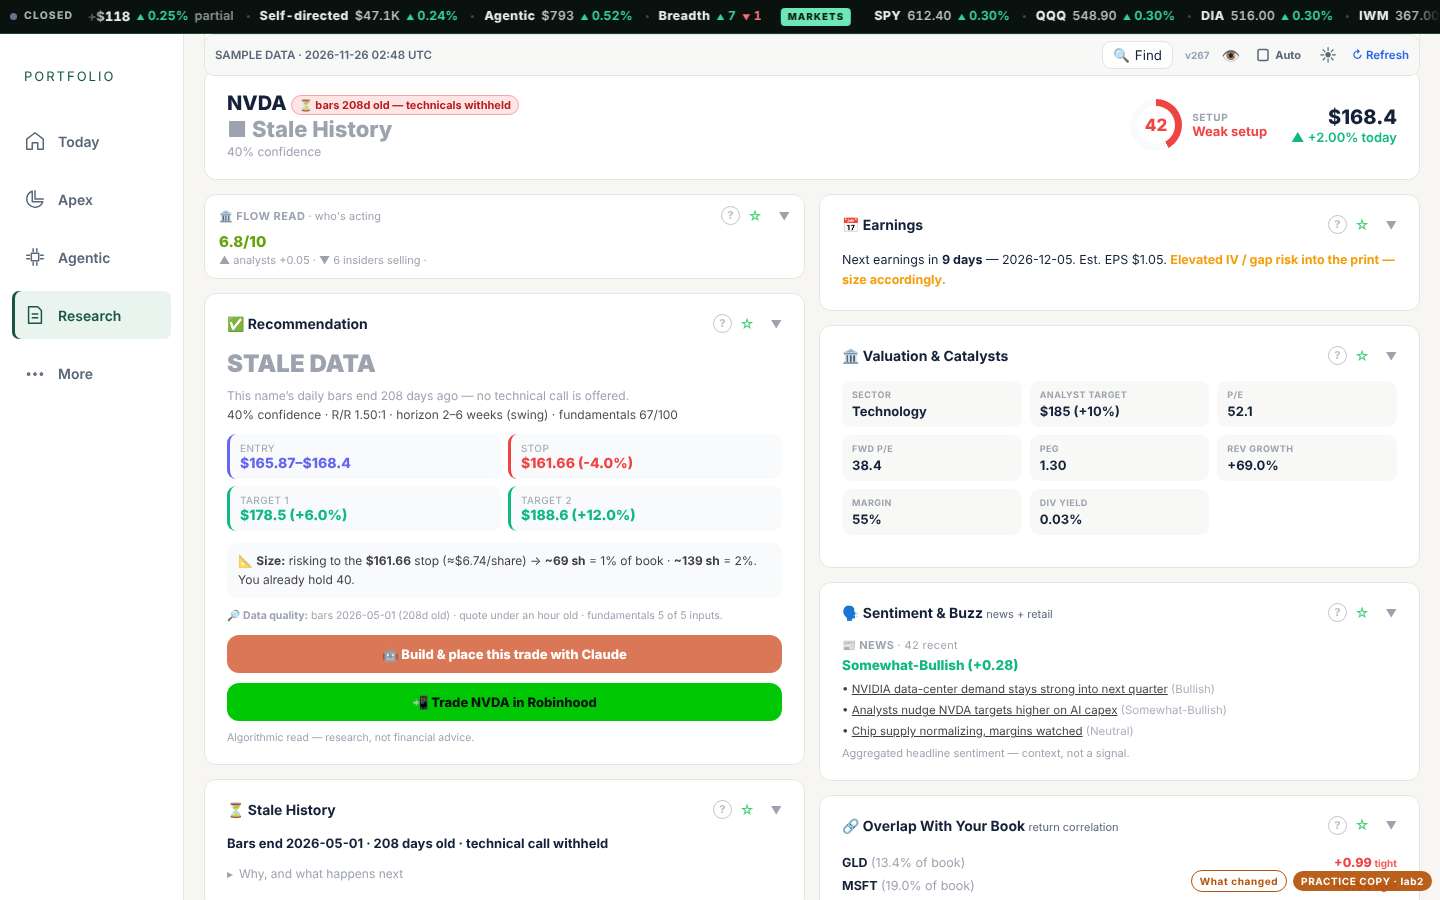 CLOSED +$118 ▲ 0.25% partial · Self-directed $47.1K ▲ 0.24% · Agentic $793 ▲ 0.52% · Breadth ▲ 7 ▼ 1 MARKETS SPY 612.40 ▲ 0.30% · QQQ 548.90 ▲ 0.30% · DIA 516.00 ▲ 0.30% · IWM 367.00
PORTFOLIO
Today
Apex
Agentic
Research
More
SAMPLE DATA · 2026-11-26 02:48 UTC
Find
v267
Auto
Refresh
NVDA bars 208d old — technicals withheld
Stale History
40% confidence
42
SETUP
Weak setup
$168.4
▲ +2.00% today
FLOW READ · who's acting
6.8/10
▲ analysts +0.05 · ▼ 6 insiders selling ·
Recommendation
STALE DATA
This name's daily bars end 208 days ago — no technical call is offered.
40% confidence · R/R 1.50:1 · horizon 2–6 weeks (swing) · fundamentals 67/100
ENTRY
$165.87–$168.4
STOP
$161.66 (-4.0%)
TARGET 1
$178.5 (+6.0%)
TARGET 2
$188.6 (+12.0%)
Size: risking to the $161.66 stop (≈$6.74/share) → ~69 sh = 1% of book · ~139 sh = 2%.
You already hold 40.
Data quality: bars 2026-05-01 (208d old) · quote under an hour old · fundamentals 5 of 5 inputs.
Build & place this trade with Claude
Trade NVDA in Robinhood
Algorithmic read — research, not financial advice.
Stale History
Bars end 2026-05-01 · 208 days old · technical call withheld
▸ Why, and what happens next
Earnings
Next earnings in 9 days — 2026-12-05. Est. EPS $1.05. Elevated IV / gap risk into the print —
size accordingly.
Valuation & Catalysts
SECTOR
Technology
ANALYST TARGET
$185 (+10%)
P/E
52.1
FWD P/E
38.4
PEG
1.30
REV GROWTH
+69.0%
MARGIN
55%
DIV YIELD
0.03%
Sentiment & Buzz news + retail
NEWS · 42 recent
Somewhat-Bullish (+0.28)
• NVIDIA data-center demand stays strong into next quarter (Bullish)
• Analysts nudge NVDA targets higher on AI capex (Somewhat-Bullish)
• Chip supply normalizing, margins watched (Neutral)
Aggregated headline sentiment — context, not a signal.
Overlap With Your Book return correlation
GLD (13.4% of book) +0.99 tight
MSFT (19.0% of book)
What changed
PRACTICE COPY · lab2